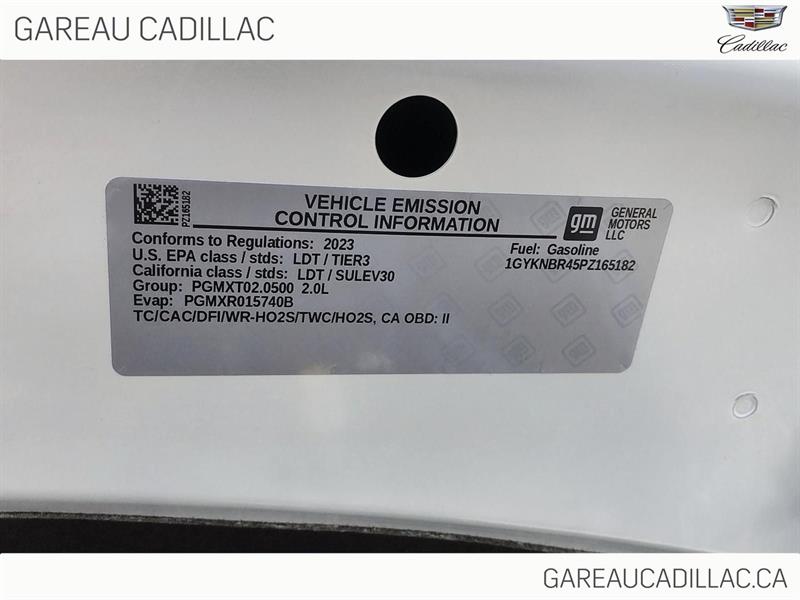 GAREAU CADILLAC
Cadillac
PZ165182
VEHICLE EMISSION
CONTROL INFORMATION
gm
GENERAL
MOTORS
LLC
Conforms to Regulations: 2023
U.S. EPA class / stds: LDT / TIER3
California class / stds: LDT / SULEV30
Group: PGMXT02.0500 2.0L
Evap: PGMXR015740B
TC/CAC/DFI/WR-HO2S/TWC/HO2S, CA OBD: II
Fuel: Gasoline
1GYKNBR45PZ165182
GAREAUCADILLAC.CA